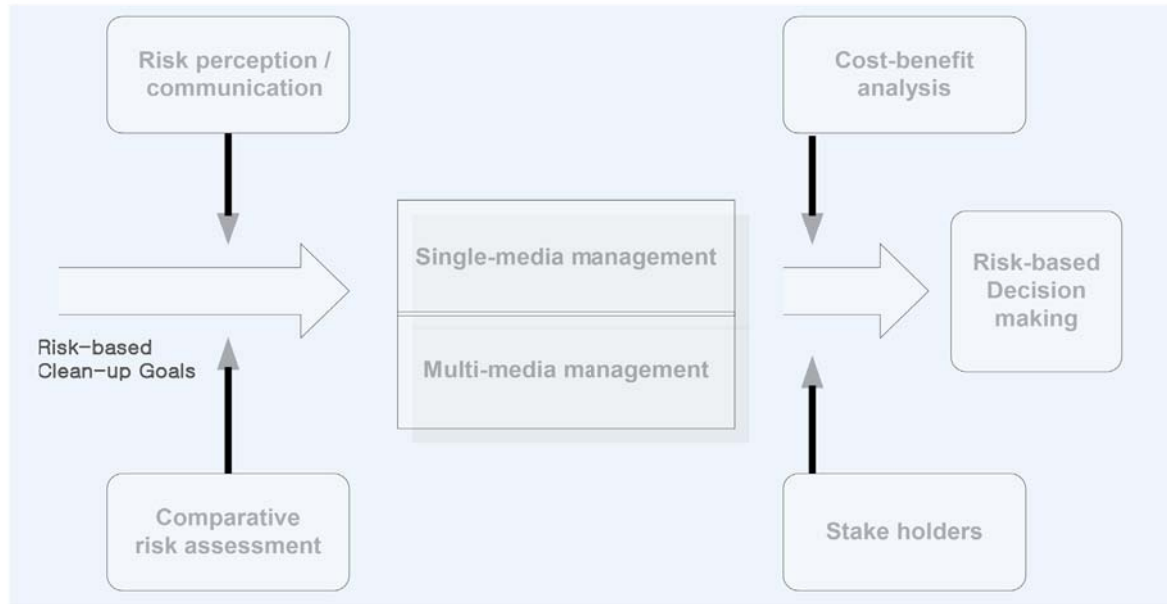 Risk perception /
communication
Cost-benefit
analysis
Single-media management
Risk-based
Decision
making
Risk-based
Clean-up Goals
Multi-media management
Comparative
risk assessment
Stake holders